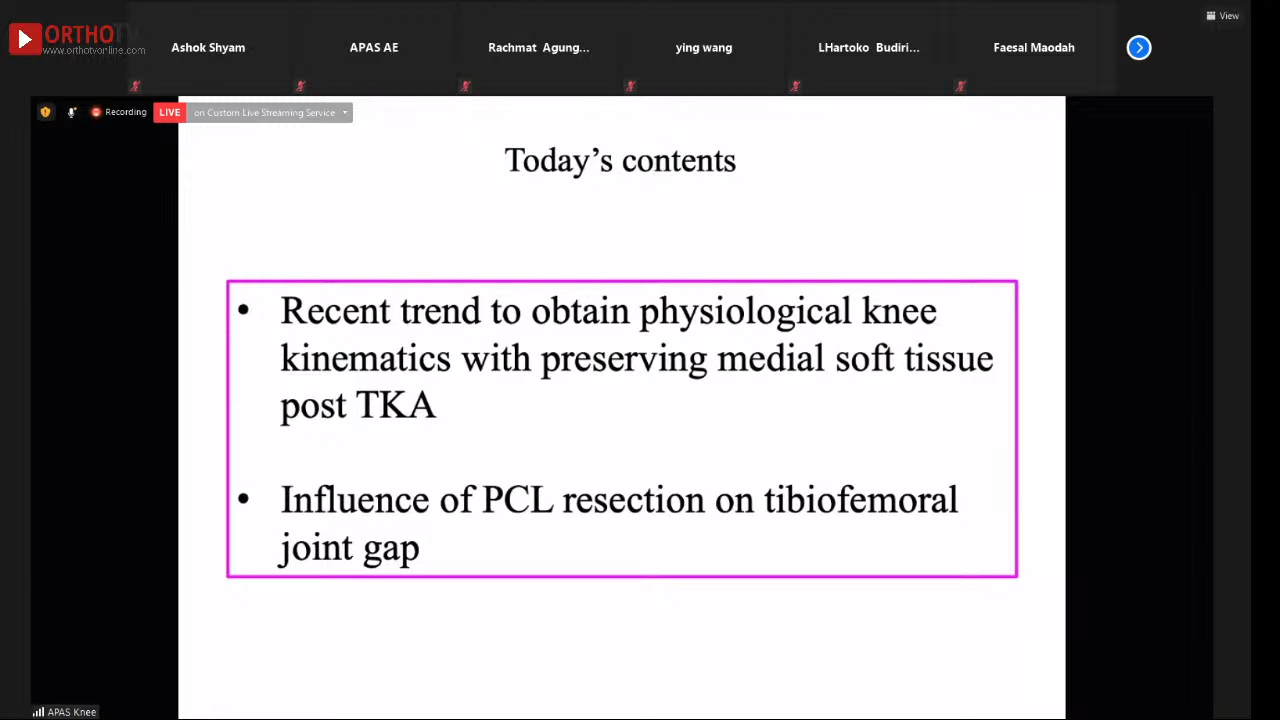 ORTHOTV
www.orthotvonline.com
View
Ashok Shyam
APAS AE
Rachmat Agung...
ying wang
LHartoko Budiri...
Faesal Maodah
Recording
LIVE
on Custom Live Streaming Service
Today's contents
• Recent trend to obtain physiological knee
kinematics with preserving medial soft tissue
post TKA
• Influence of PCL resection on tibiofemoral
joint gap
APAS Knee